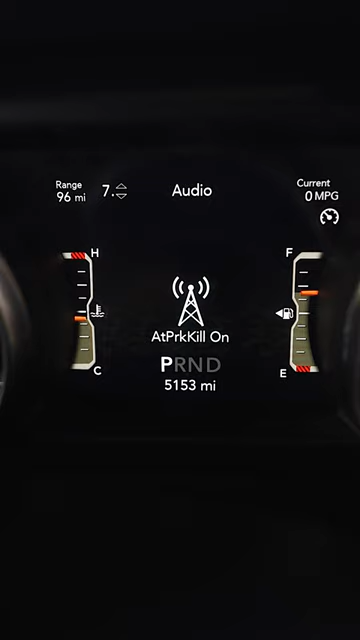 Range
96 mi
7.
Audio
Current
0 MPG
H
F
AtPrkKill On
C
PRND
E
5153 mi